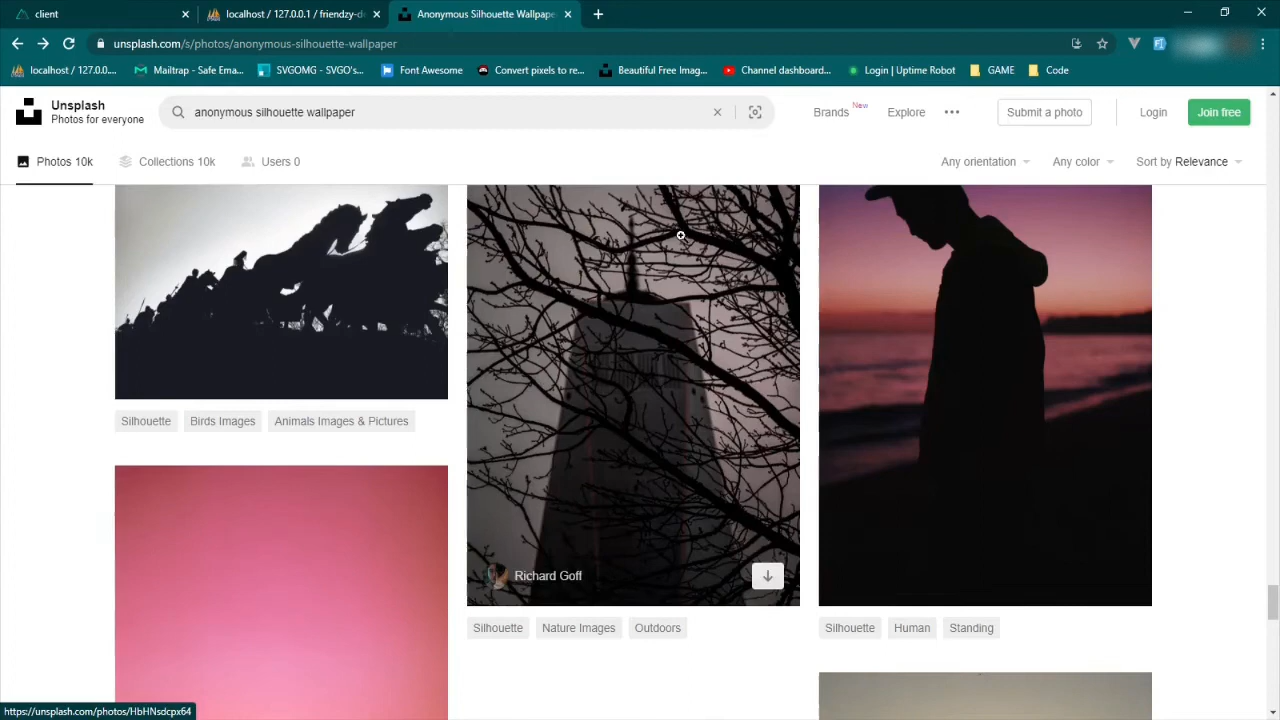 client
localhost / 127.0.0.1 / friendzy-d
Anonymous Silhouette Wallpape
unsplash.com/s/photos/anonymous-silhouette-wallpaper
localhost / 127.0.0....
Mailtrap - Safe Ema...
SVGOMG - SVGO's...
Font Awesome
Convert pixels to re...
Beautiful Free Imag...
Channel dashboard...
Login | Uptime Robot
GAME
Code
Unsplash
Photos for everyone
anonymous silhouette wallpaper
Brands New
Explore
Submit a photo
Login
Join free
Photos 10k
Collections 10k
Users 0
Any orientation
Any color
Sort by Relevance
Silhouette
Birds Images
Animals Images & Pictures
Richard Goff
Silhouette
Nature Images
Outdoors
Silhouette
Human
Standing
https://unsplash.com/photos/HbHNsdcpx64